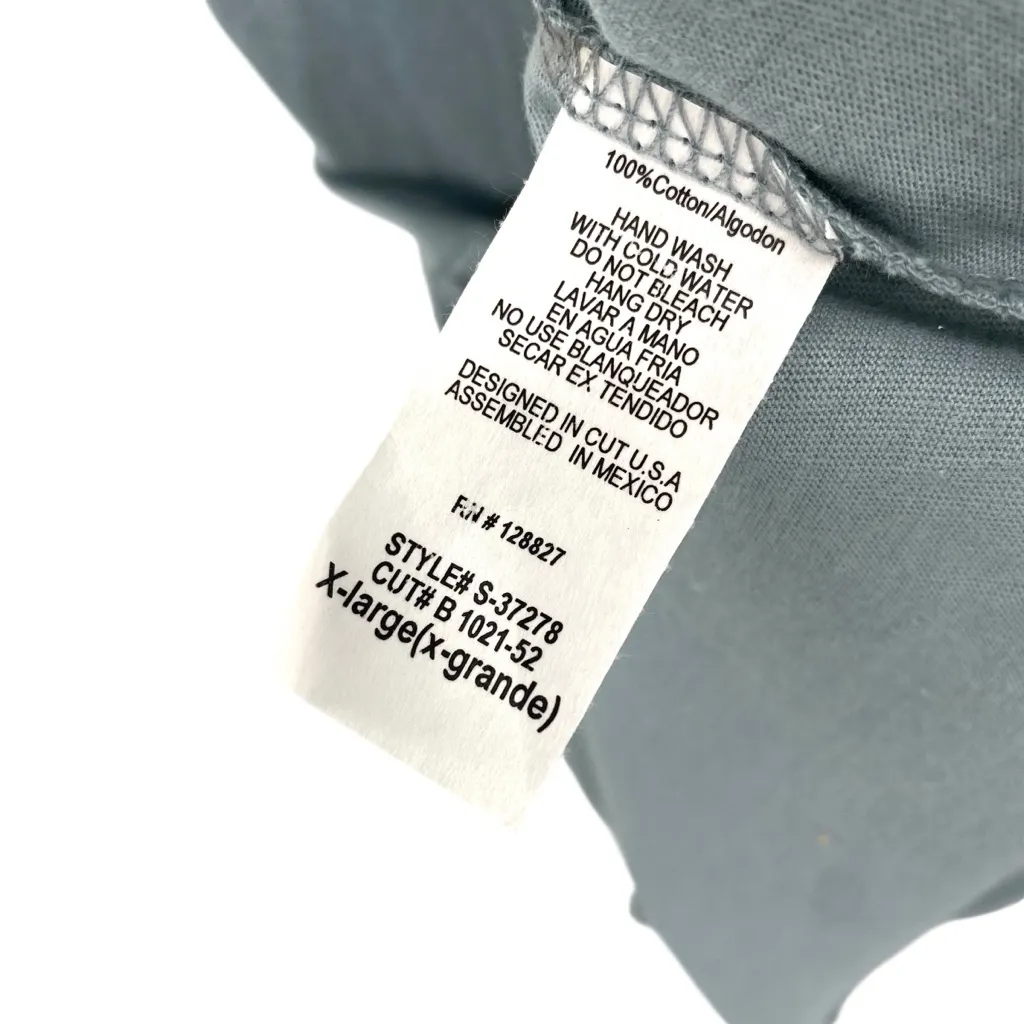 100%Cotton/Algodon
HAND WASH
WITH COLD WATER
DO NOT BLEACH
HANG DRY
LAVAR A MANO
EN AGUA FRIA
NO USE BLANQUEADOR
SECAR EX TENDIDO
DESIGNED IN CUT U.S.A
ASSEMBLED IN MEXICO
RN # 128827
STYLE# S-37278
CUT# B 1021-52
X-large(x-grande)